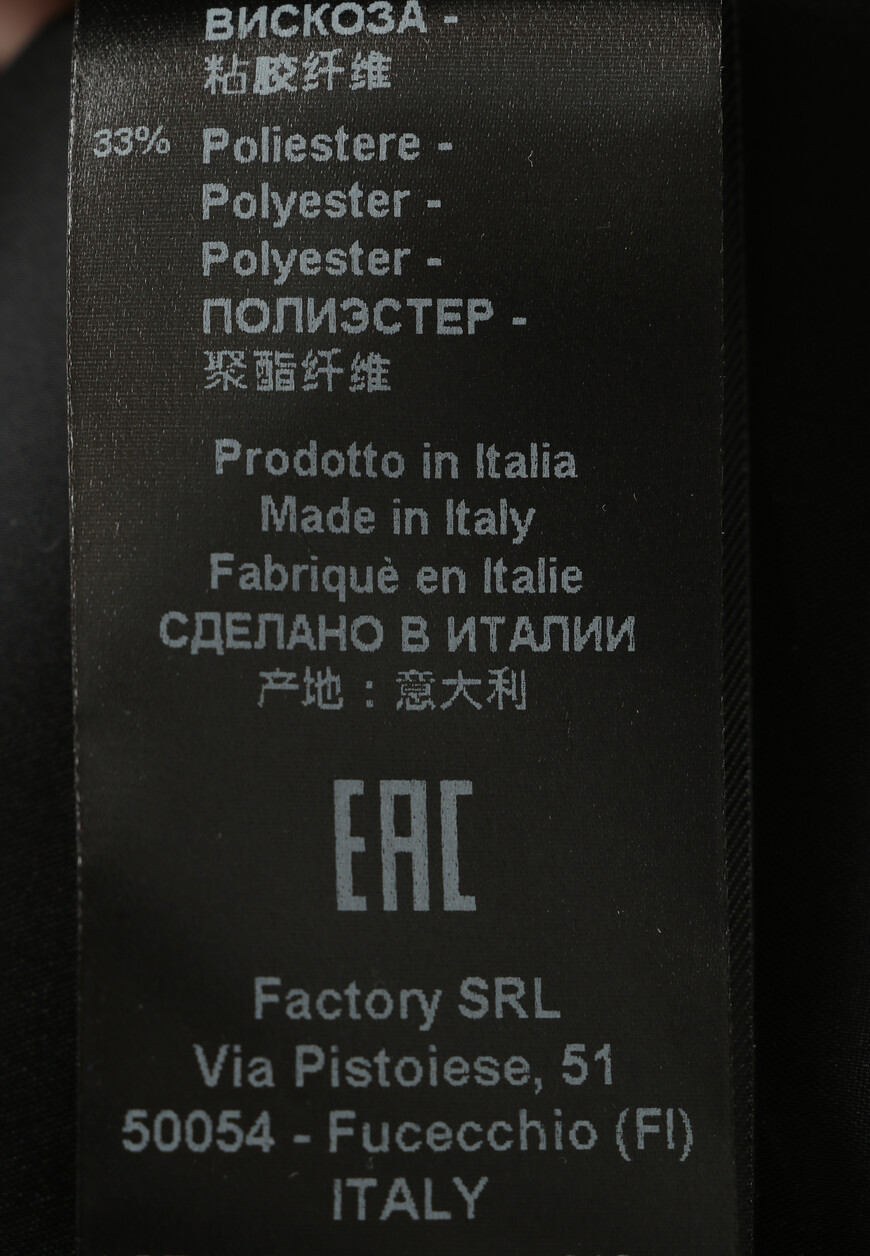 ВИСКОЗА -
粘胶纤维
33% Poliestere -
Polyester -
Polyester -
ПОЛИЭСТЕР -
聚酯纤维
Prodotto in Italia
Made in Italy
Fabriquè en Italie
СДЕЛАНО В ИТАЛИИ
产地：意大利
EAC
Factory SRL
Via Pistoiese, 51
50054 - Fucecchio (FI)
ITALY